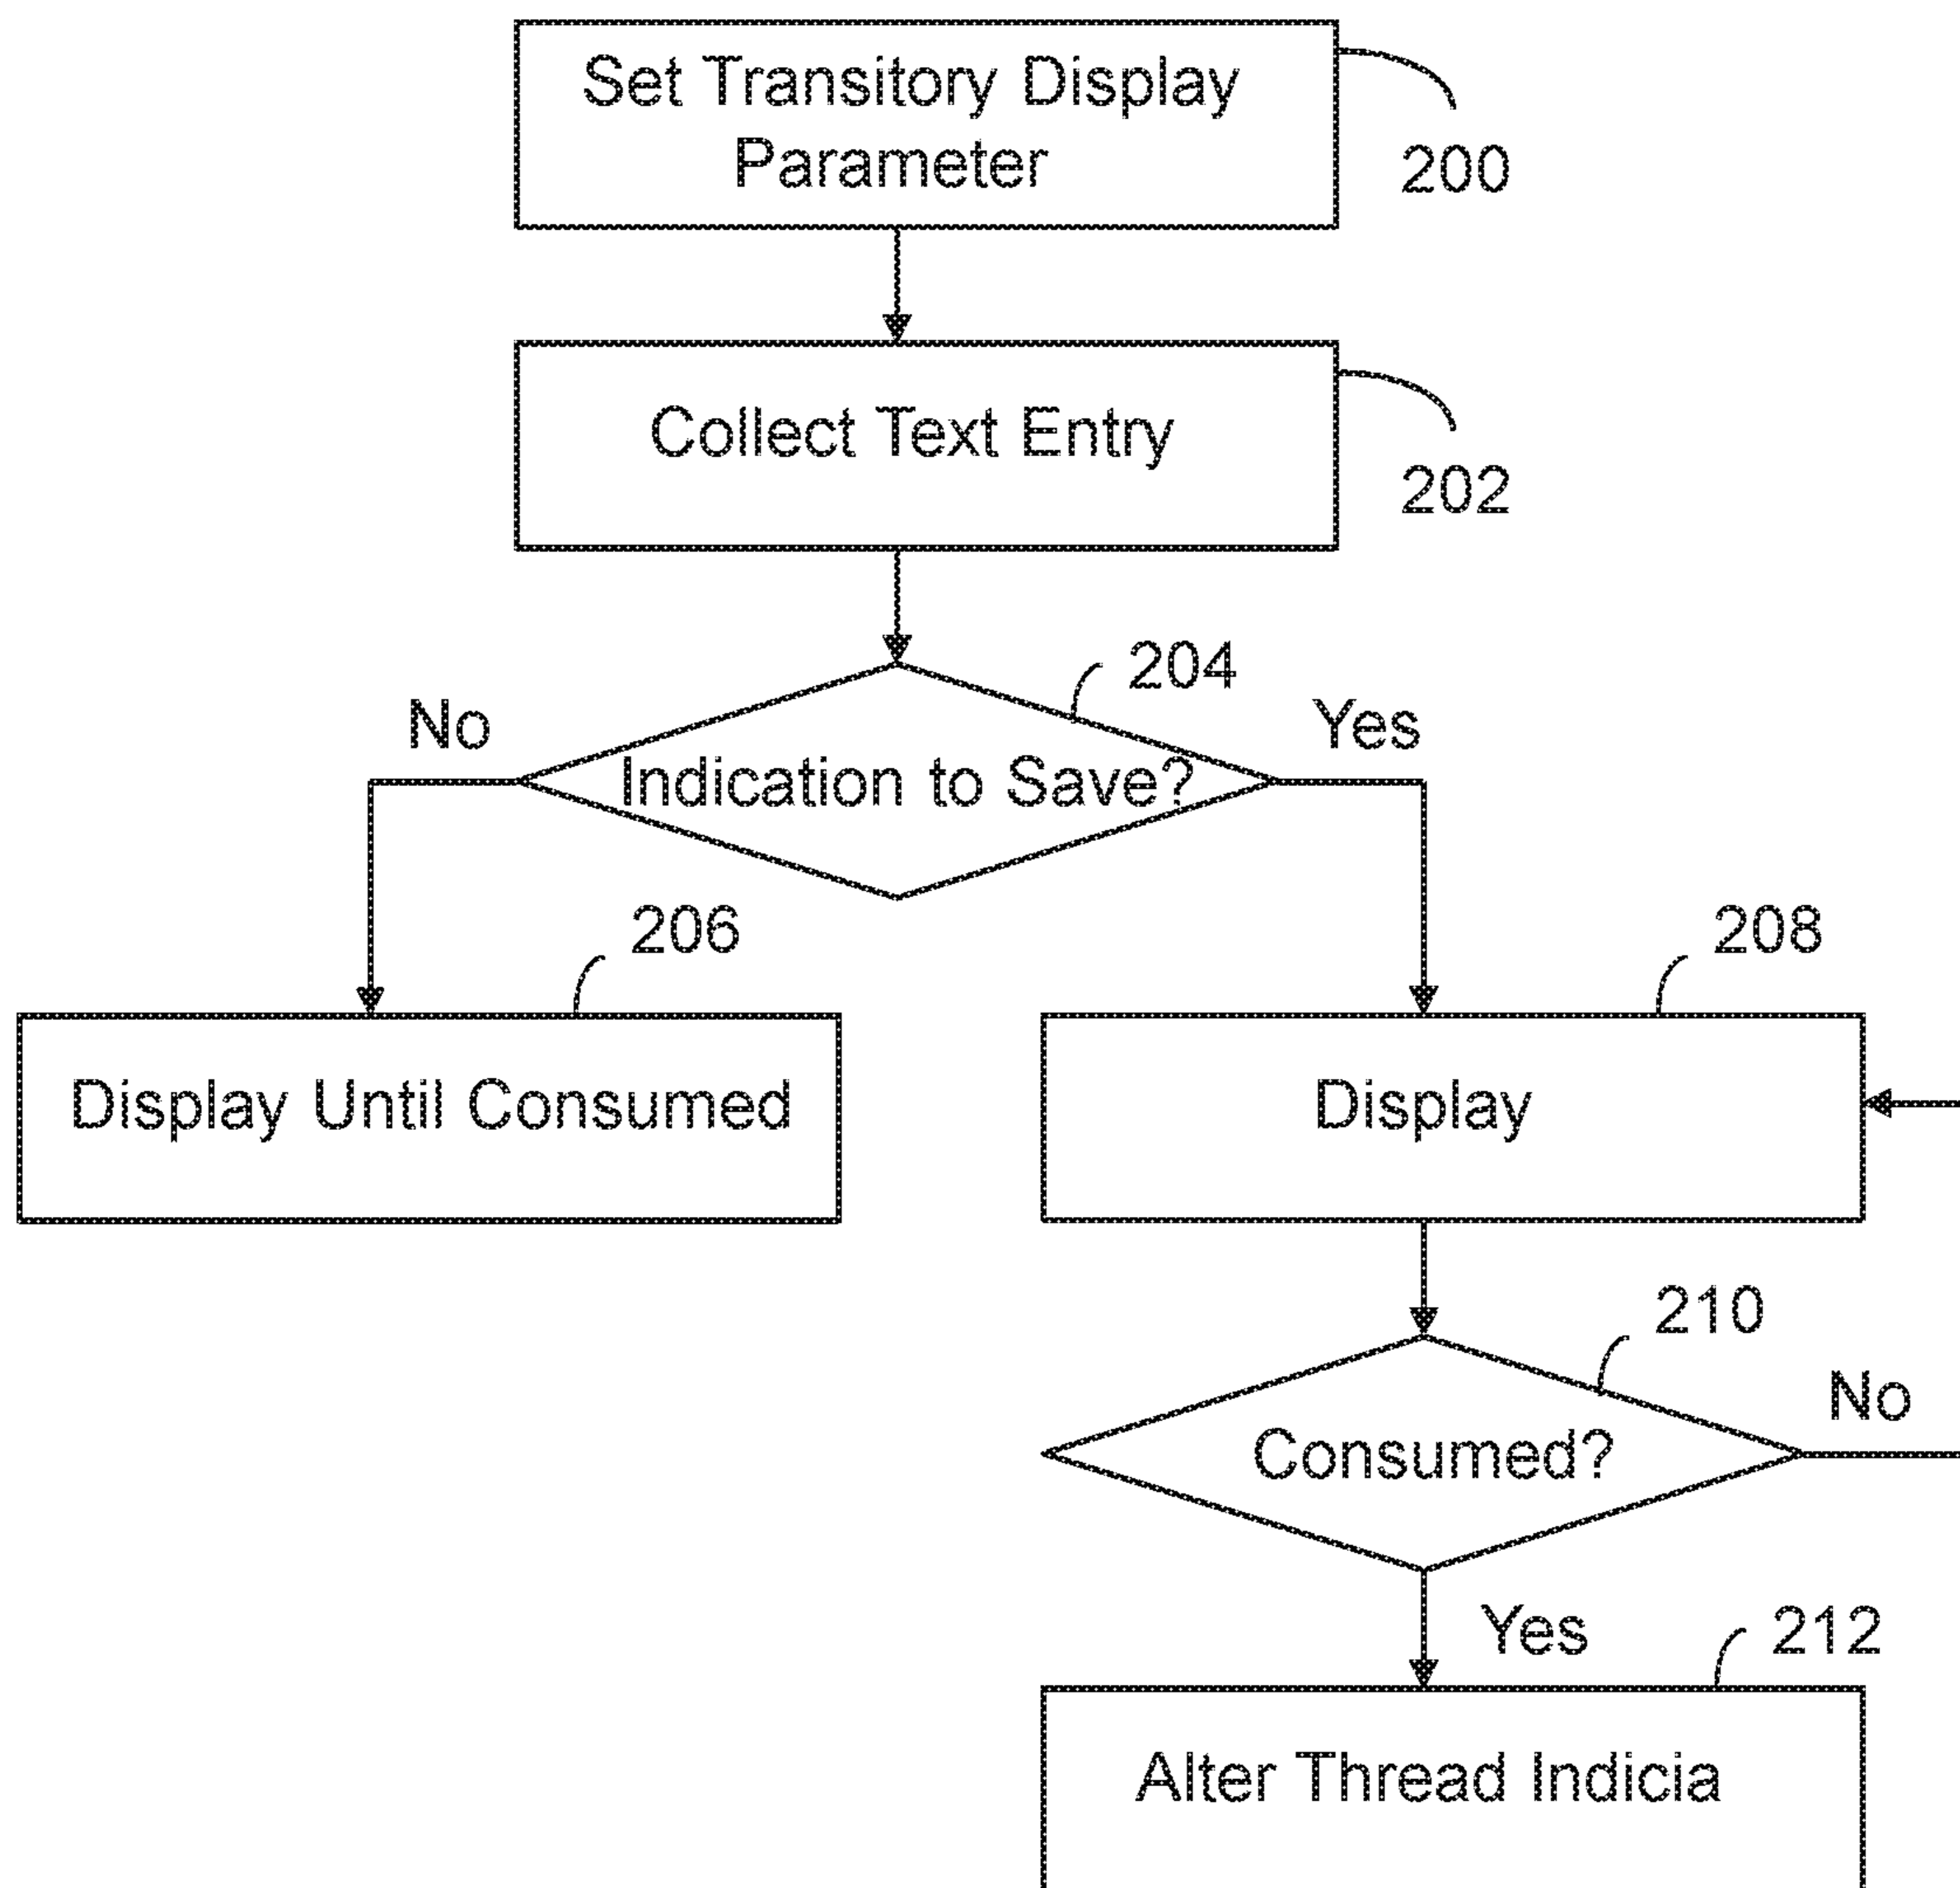 Set Transitory Display
Parameter
200
Collect Text Entry
202
204
No
Yes
Indication to Save?
206
208
Display Until Consumed
Display
210
No
Consumed?
Yes
212
Alter Thread Indicia